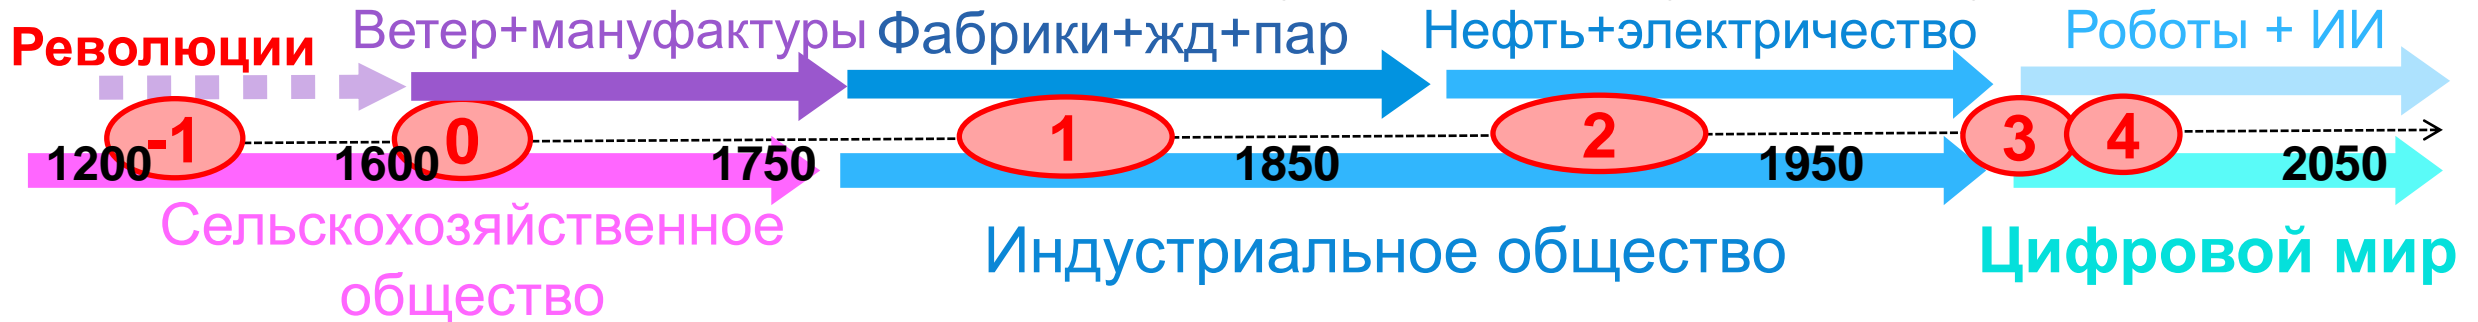 Революции
Ветер+мануфактуры
Фабрики+жд+пар
Нефть+электричество
Роботы + ИИ
-1
0
1
2
3
4
1200
1600
1750
1850
1950
2050
Сельскохозяйственное
общество
Индустриальное общество
Цифровой мир